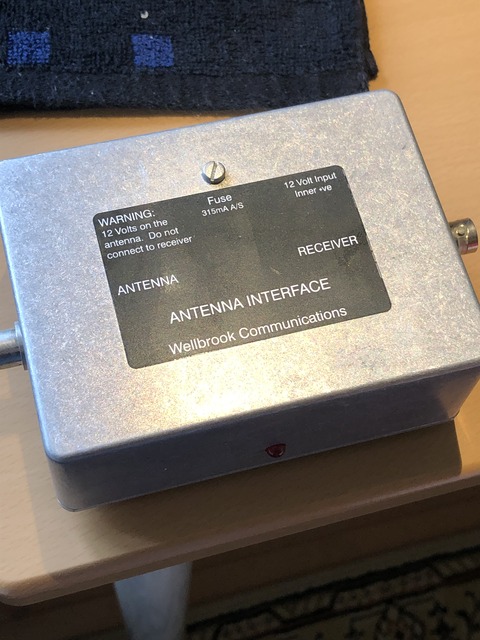 WARNING:
12 Volts on the
antenna. Do not
connect to receiver
Fuse
315mA A/S
12 Volt Input
Inner +ve
ANTENNA
RECEIVER
ANTENNA INTERFACE
Wellbrook Communications